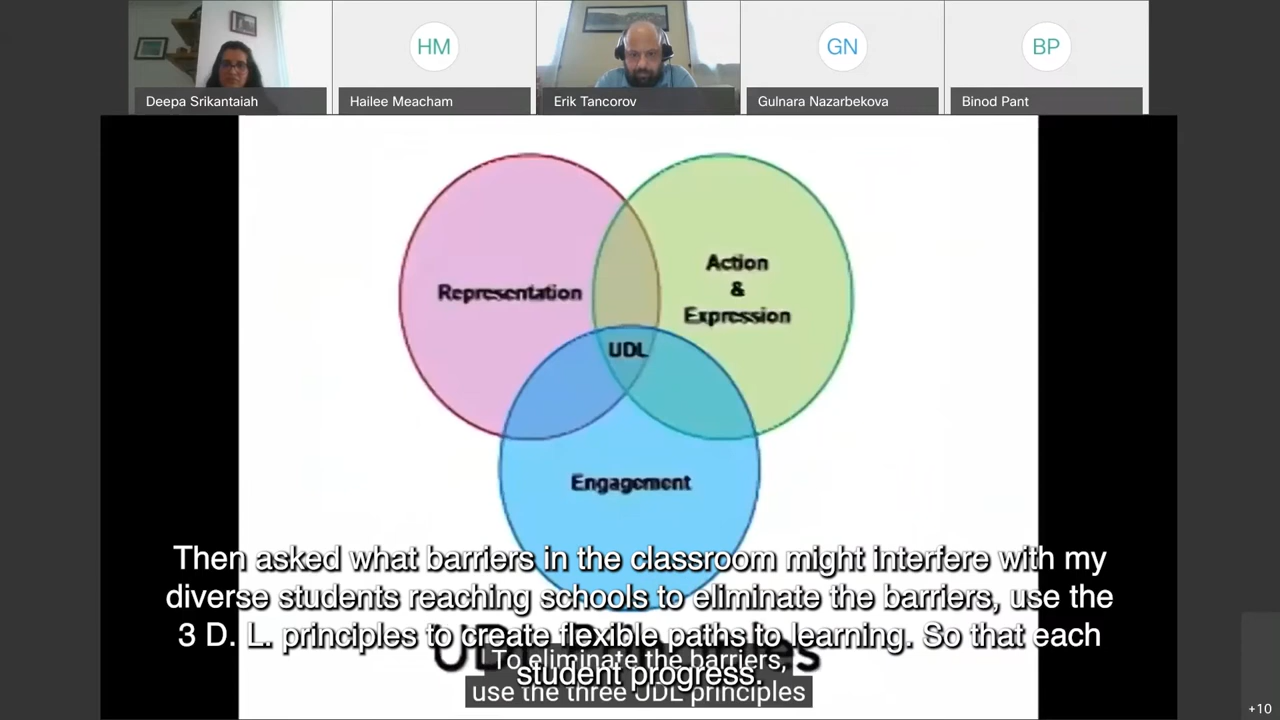 HM
GN
BP
Deepa Srikantaiah
Hailee Meacham
Erik Tancorov
Gulnara Nazarbekova
Binod Pant
Representation
Action
&
Expression
UDL
Engagement
Then asked what barriers in the classroom might interfere with my
diverse students reaching schools to eliminate the barriers, use the
3 D. L. principles to create flexible paths to learning. So that each
student progress.
To eliminate the barriers,
use the three UDL principles
+10